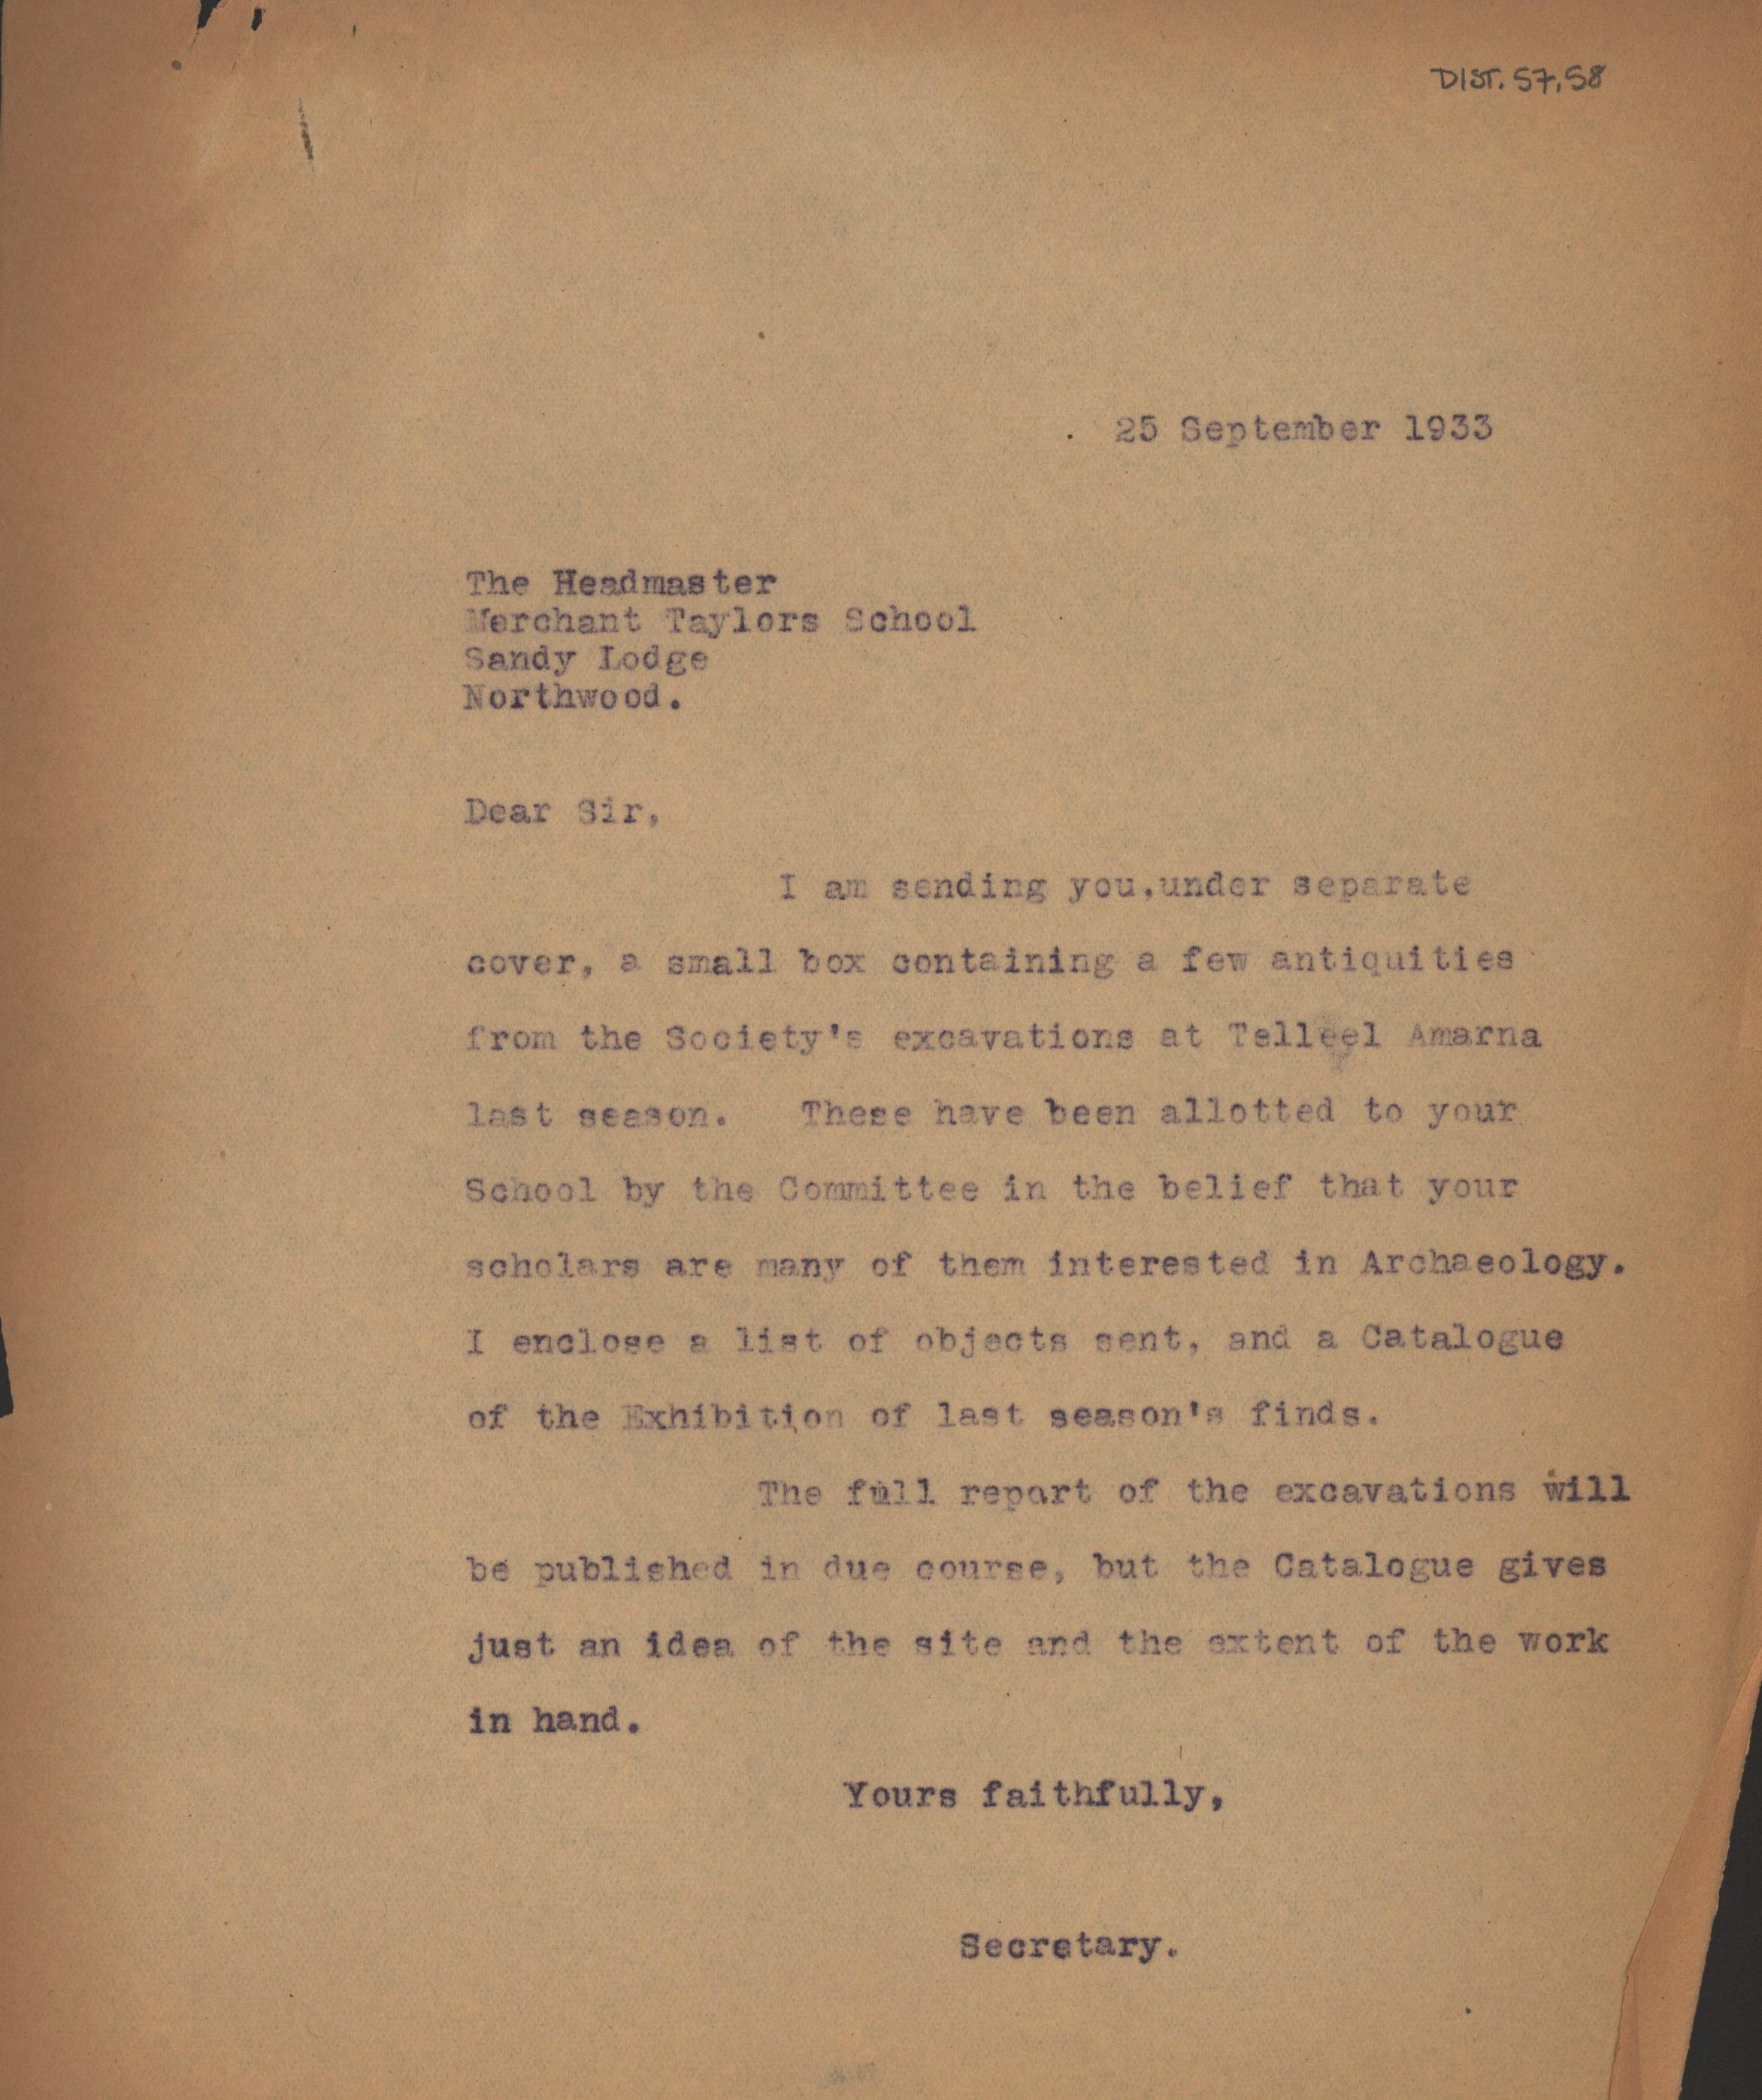 DIST. 57,58
25 September 1933
The Headmaster
Merchant Taylors School
Sandy Lodge
Northwood.
Dear Sir,
I am sending you,under separate
cover, a small box containing a few antiquities
from the Society's excavations at Telleel Amarna
last season. These have been allotted to your
School by the Committee in the belief that your
scholars are many of them interested in Archaeology.
I enclose a list of objects sent, and a Catalogue
of the Exhibition of last season's finds.
The full report of the excavations will
be published in due course, but the Catalogue gives
just an idea of the site and the extent of the work
in hand.
Yours faithfully,
Secretary.